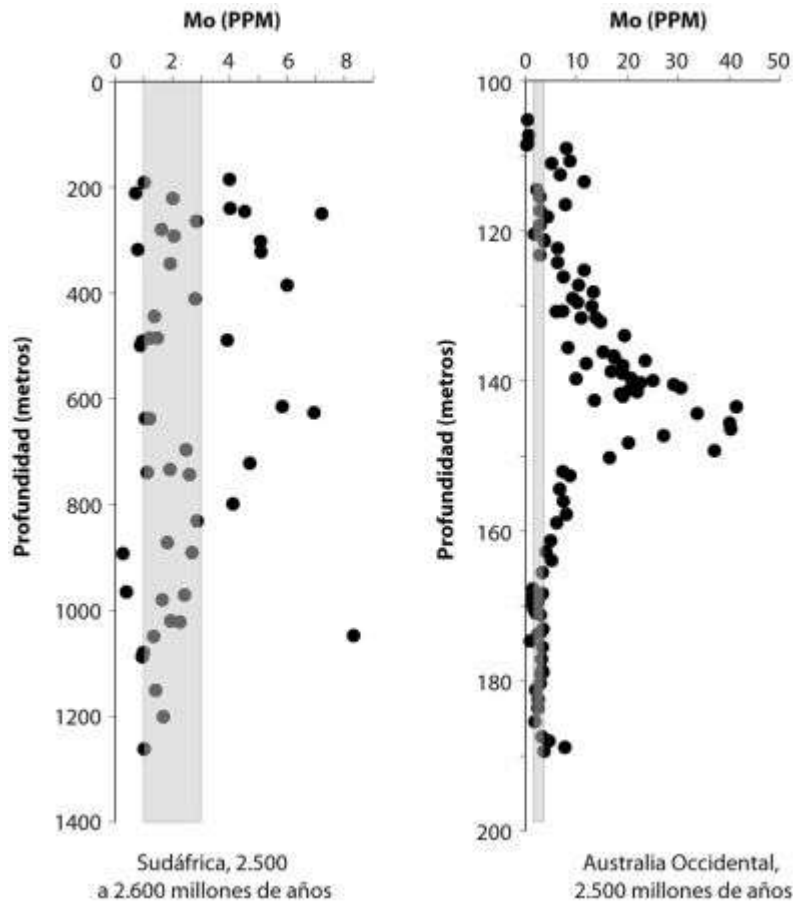 Mo (PPM)
0 2 4 6 8
0
200
400
600
800
1000
1200
1400
Profundidad (metros)
Sudáfrica, 2.500
a 2.600 millones de años
Mo (PPM)
0 10 20 30 40 50
100
120
140
160
180
200
Profundidad (metros)
Australia Occidental,
2.500 millones de años